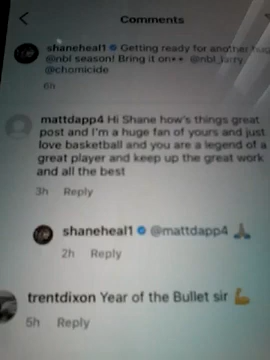 Comments
shaneheal1 Getting ready for another
@nbl season! Bring it on•• @nbl_larry
@chomicide
6h
mattdapp4 Hi Shane how's things great
post and I'm a huge fan of yours and just
love basketball and you are a legend of a
great player and keep up the great work
and all the best
3h Reply
shaneheal1 @mattdapp4 🙏
2h Reply
trentdixon Year of the Bullet sir 💪
5h Reply